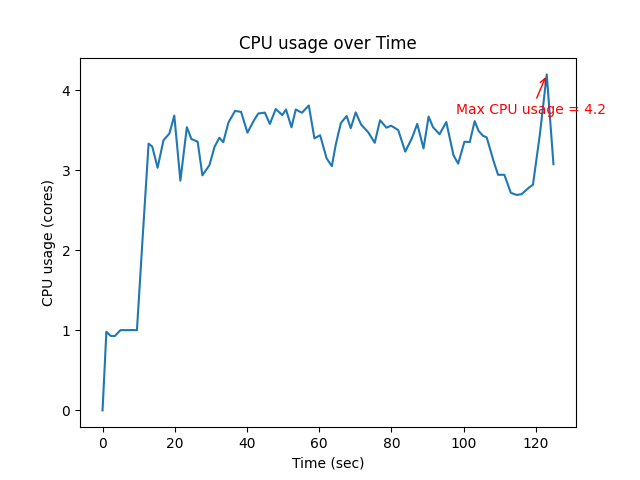 CPU usage over Time
Max CPU usage = 4.2
CPU usage (cores)
4
3
2
1
0
0 20 40 60 80 100 120
Time (sec)